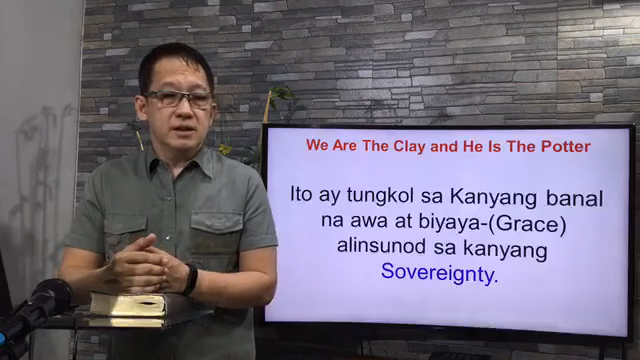 We Are The Clay and He Is The Potter
Ito ay tungkol sa Kanyang banal
na awa at biyaya-(Grace)
alinsunod sa kanyang
Sovereignty.